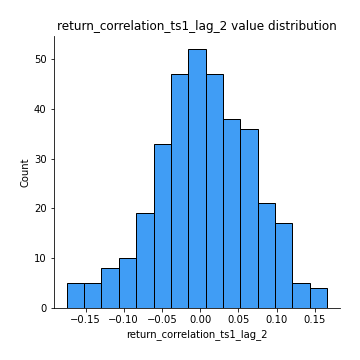 return_correlation_ts1_lag_2 value distribution
50
40
30
20
10
0
Count
−0.15 −0.10 −0.05 0.00 0.05 0.10 0.15
return_correlation_ts1_lag_2